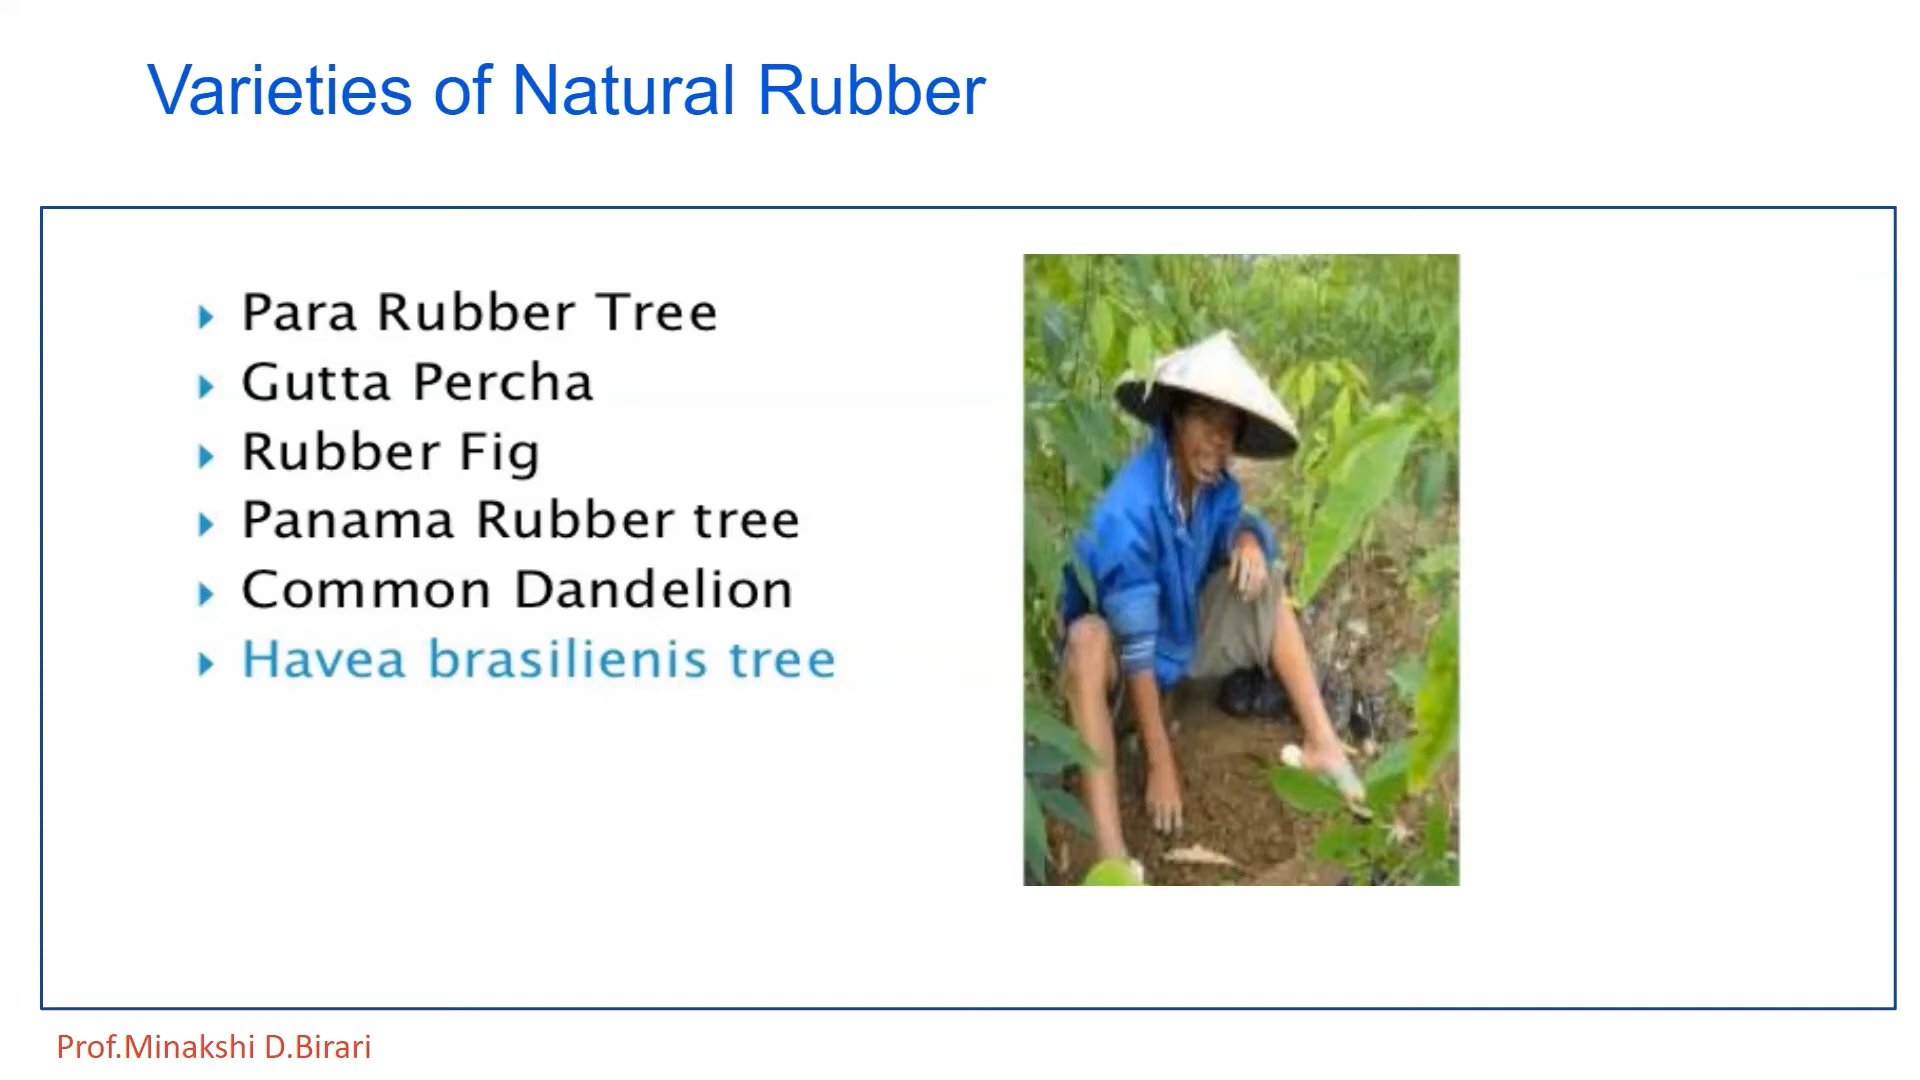 Varieties of Natural Rubber
Para Rubber Tree
Gutta Percha
Rubber Fig
Panama Rubber tree
Common Dandelion
Havea brasilienis tree
Prof.Minakshi D.Birari